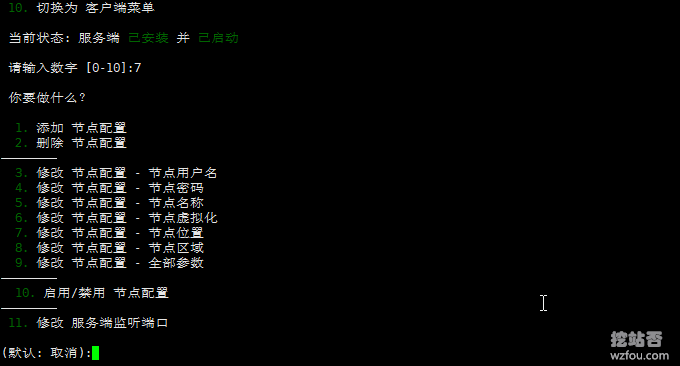 10. 切换为 客户端菜单
当前状态: 服务端 已安装 并 已启动
请输入数字 [0-10]:7
你要做什么?
1. 添加 节点配置
2. 删除 节点配置
————————
3. 修改 节点配置 - 节点用户名
4. 修改 节点配置 - 节点密码
5. 修改 节点配置 - 节点名称
6. 修改 节点配置 - 节点虚拟化
7. 修改 节点配置 - 节点位置
8. 修改 节点配置 - 节点区域
9. 修改 节点配置 - 全部参数
————————
10. 启用/禁用 节点配置
————————
11. 修改 服务端监听端口
(默认: 取消):
挖站否
wzfou.com